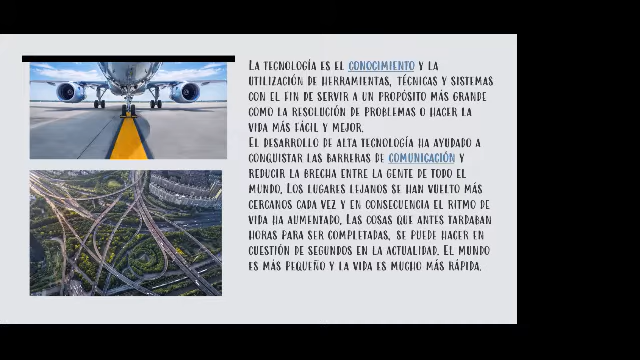 La tecnología es el conocimiento y la
utilización de herramientas, técnicas y sistemas
con el fin de servir a un propósito más grande
como la resolución de problemas o hacer la
vida más fácil y mejor.
El desarrollo de alta tecnología ha ayudado a
conquistar las barreras de comunicación y
reducir la brecha entre la gente de todo el
mundo. Los lugares lejanos se han vuelto más
cercanos cada vez y en consecuencia el ritmo de
vida ha aumentado. Las cosas que antes tardaban
horas para ser completadas, se puede hacer en
cuestión de segundos en la actualidad. El mundo
es más pequeño y la vida es mucho más rápida.